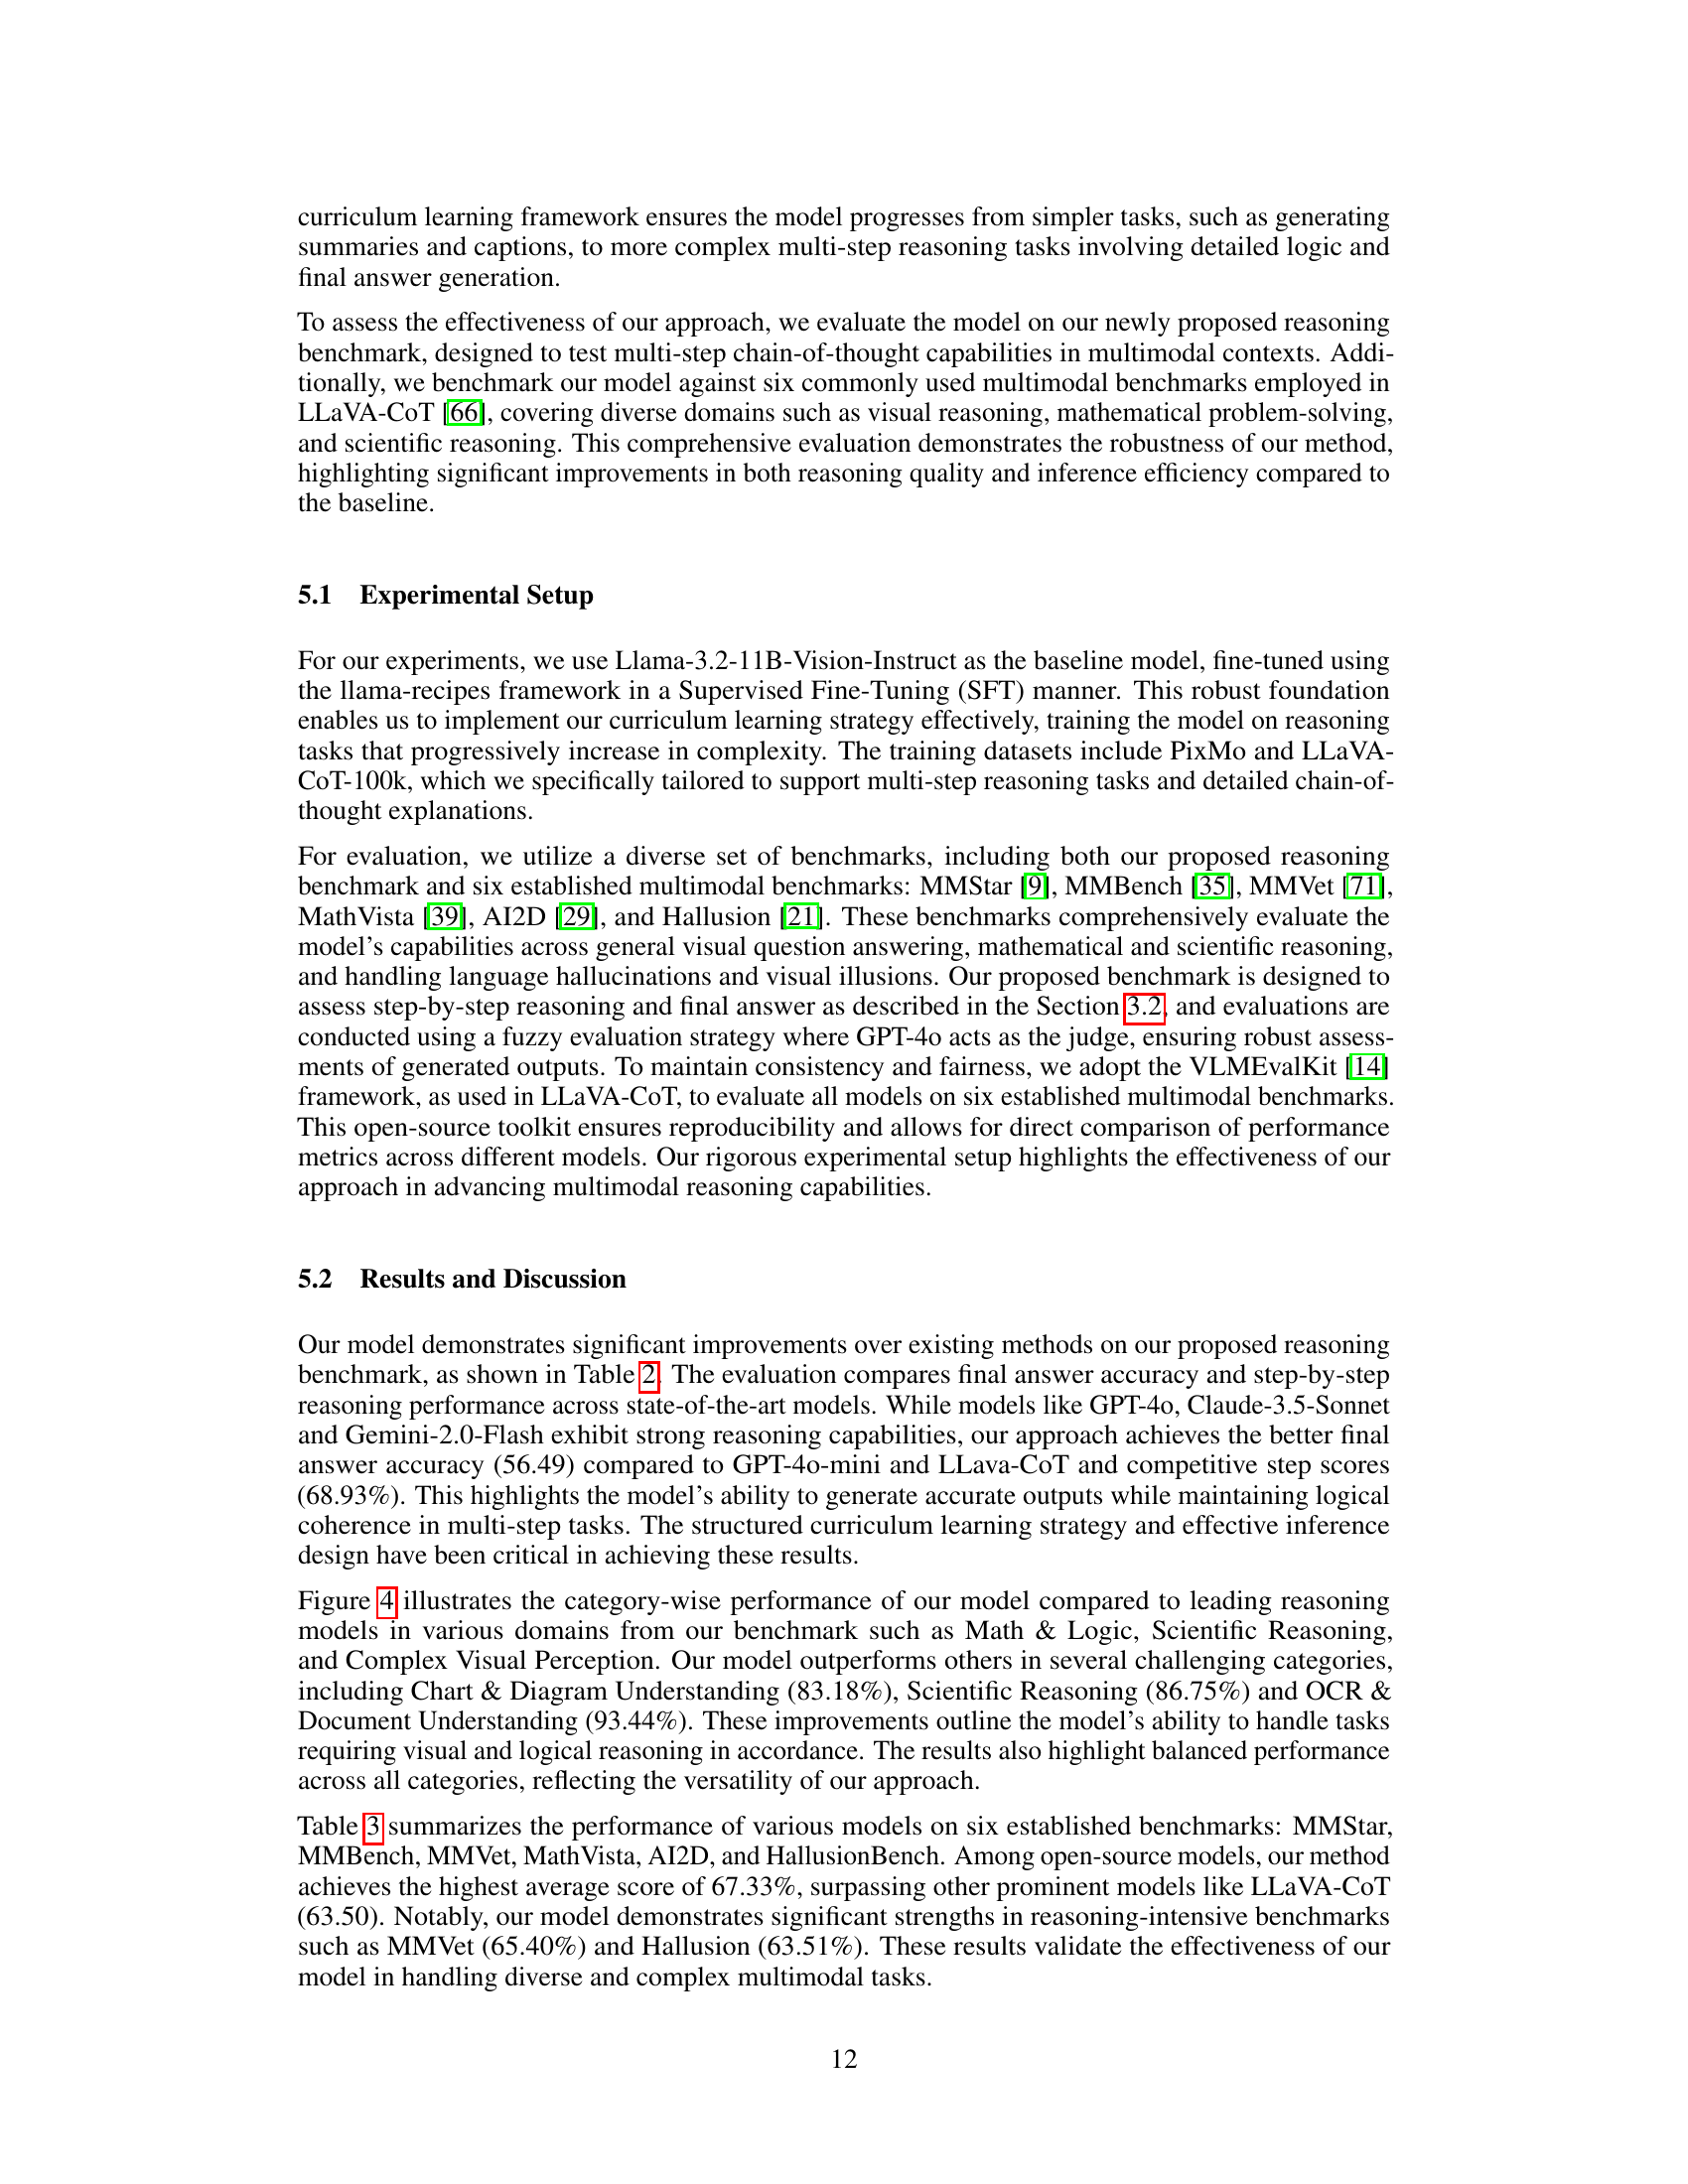 curriculum learning framework ensures the model progresses from simpler tasks, such as generating
summaries and captions, to more complex multi-step reasoning tasks involving detailed logic and
final answer generation.
To assess the effectiveness of our approach, we evaluate the model on our newly proposed reasoning
benchmark, designed to test multi-step chain-of-thought capabilities in multimodal contexts. Addi-
tionally, we benchmark our model against six commonly used multimodal benchmarks employed in
LLaVA-CoT [66], covering diverse domains such as visual reasoning, mathematical problem-solving,
and scientific reasoning. This comprehensive evaluation demonstrates the robustness of our method,
highlighting significant improvements in both reasoning quality and inference efficiency compared to
the baseline.
5.1 Experimental Setup
For our experiments, we use Llama-3.2-11B-Vision-Instruct as the baseline model, fine-tuned using
the llama-recipes framework in a Supervised Fine-Tuning (SFT) manner. This robust foundation
enables us to implement our curriculum learning strategy effectively, training the model on reasoning
tasks that progressively increase in complexity. The training datasets include PixMo and LLaVA-
CoT-100k, which we specifically tailored to support multi-step reasoning tasks and detailed chain-of-
thought explanations.
For evaluation, we utilize a diverse set of benchmarks, including both our proposed reasoning
benchmark and six established multimodal benchmarks: MMStar [9], MMBench [35], MMVet [71],
MathVista [39], AI2D [29], and Hallusion [21]. These benchmarks comprehensively evaluate the
model's capabilities across general visual question answering, mathematical and scientific reasoning,
and handling language hallucinations and visual illusions. Our proposed benchmark is designed to
assess step-by-step reasoning and final answer as described in the Section 3.2, and evaluations are
conducted using a fuzzy evaluation strategy where GPT-4o acts as the judge, ensuring robust assess-
ments of generated outputs. To maintain consistency and fairness, we adopt the VLMEvalKit [14]
framework, as used in LLaVA-CoT, to evaluate all models on six established multimodal benchmarks.
This open-source toolkit ensures reproducibility and allows for direct comparison of performance
metrics across different models. Our rigorous experimental setup highlights the effectiveness of our
approach in advancing multimodal reasoning capabilities.
5.2 Results and Discussion
Our model demonstrates significant improvements over existing methods on our proposed reasoning
benchmark, as shown in Table 2. The evaluation compares final answer accuracy and step-by-step
reasoning performance across state-of-the-art models. While models like GPT-4o, Claude-3.5-Sonnet
and Gemini-2.0-Flash exhibit strong reasoning capabilities, our approach achieves the better final
answer accuracy (56.49) compared to GPT-4o-mini and LLava-CoT and competitive step scores
(68.93%). This highlights the model's ability to generate accurate outputs while maintaining logical
coherence in multi-step tasks. The structured curriculum learning strategy and effective inference
design have been critical in achieving these results.
Figure 4 illustrates the category-wise performance of our model compared to leading reasoning
models in various domains from our benchmark such as Math & Logic, Scientific Reasoning,
and Complex Visual Perception. Our model outperforms others in several challenging categories,
including Chart & Diagram Understanding (83.18%), Scientific Reasoning (86.75%) and OCR &
Document Understanding (93.44%). These improvements outline the model's ability to handle tasks
requiring visual and logical reasoning in accordance. The results also highlight balanced performance
across all categories, reflecting the versatility of our approach.
Table 3 summarizes the performance of various models on six established benchmarks: MMStar,
MMBench, MMVet, MathVista, AI2D, and HallusionBench. Among open-source models, our method
achieves the highest average score of 67.33%, surpassing other prominent models like LLaVA-CoT
(63.50). Notably, our model demonstrates significant strengths in reasoning-intensive benchmarks
such as MMVet (65.40%) and Hallusion (63.51%). These results validate the effectiveness of our
model in handling diverse and complex multimodal tasks.
12